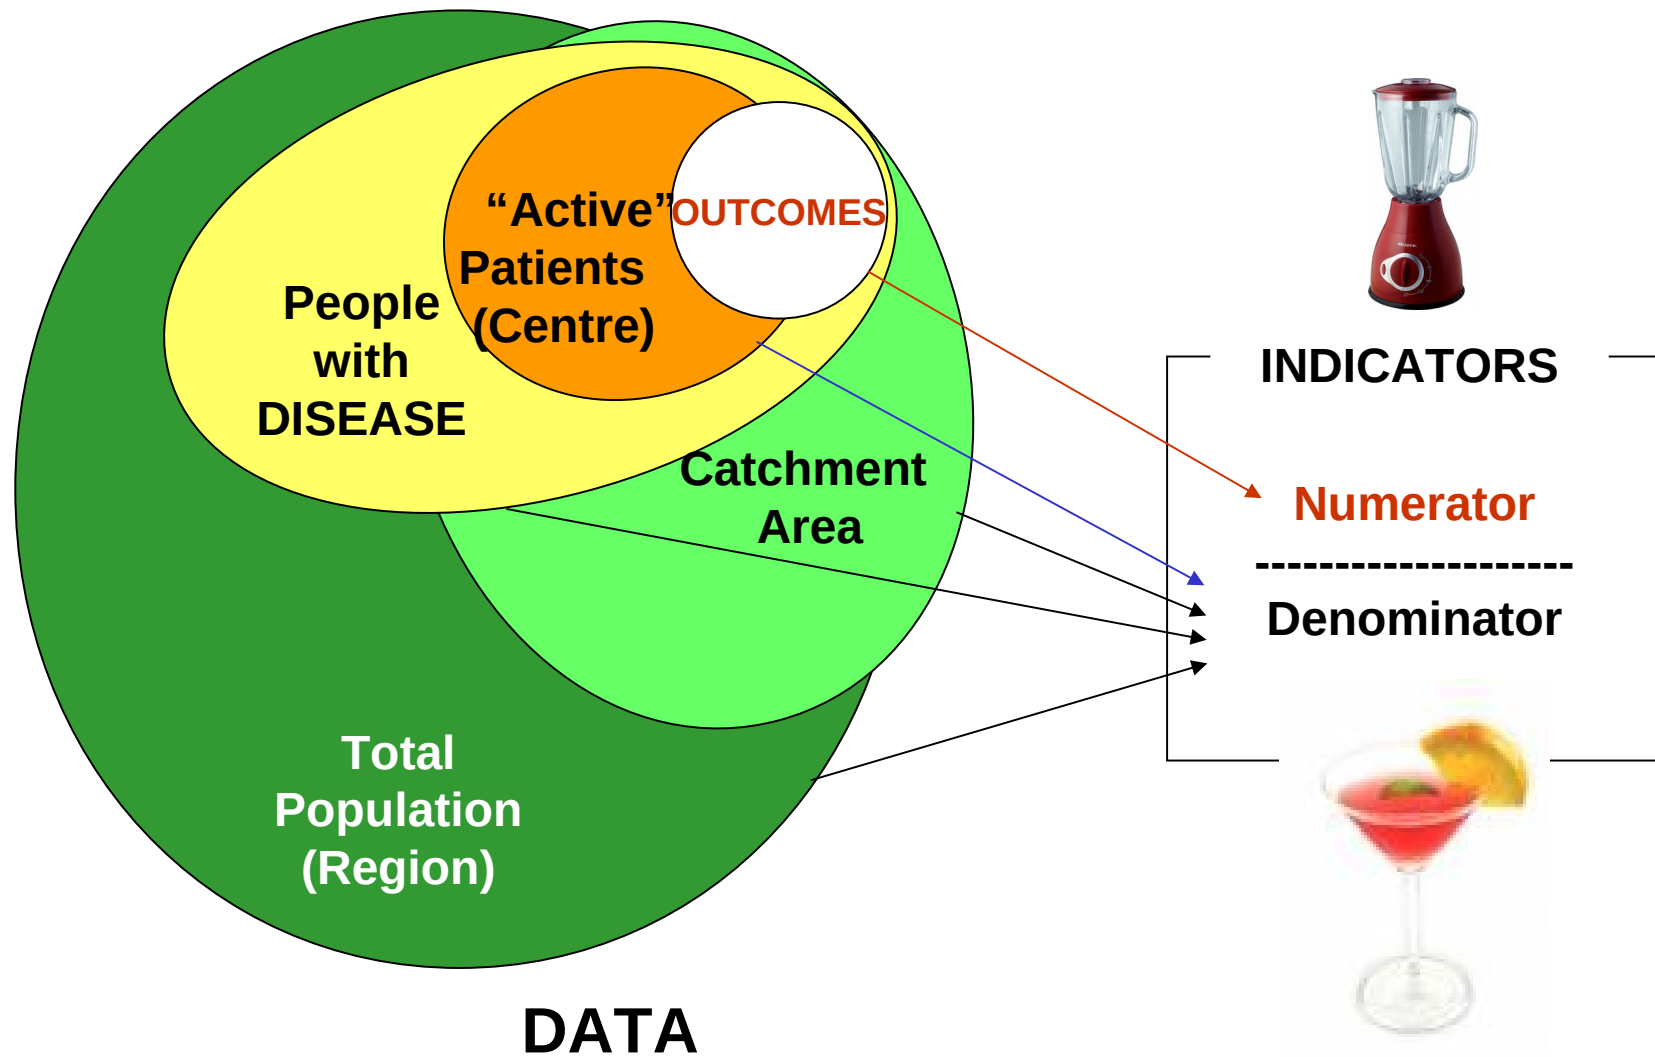 “Active”
Patients
(Centre)
OUTCOMES
People
with
DISEASE
Catchment
Area
Total
Population
(Region)
DATA
INDICATORS
Numerator
--------------------
Denominator